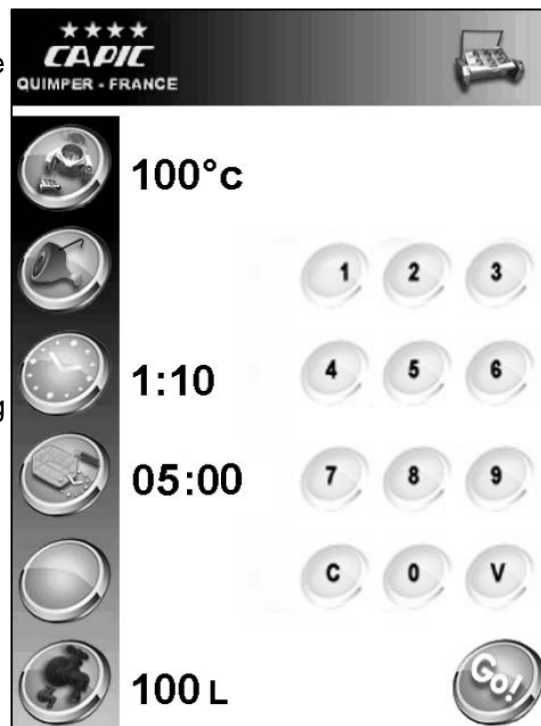 ★★★★
CAPIC
QUIMPER - FRANCE
e
100°c
1 2 3
4 5 6
1:10
g
7 8 9
05:00
C 0 V
100 L
Go!